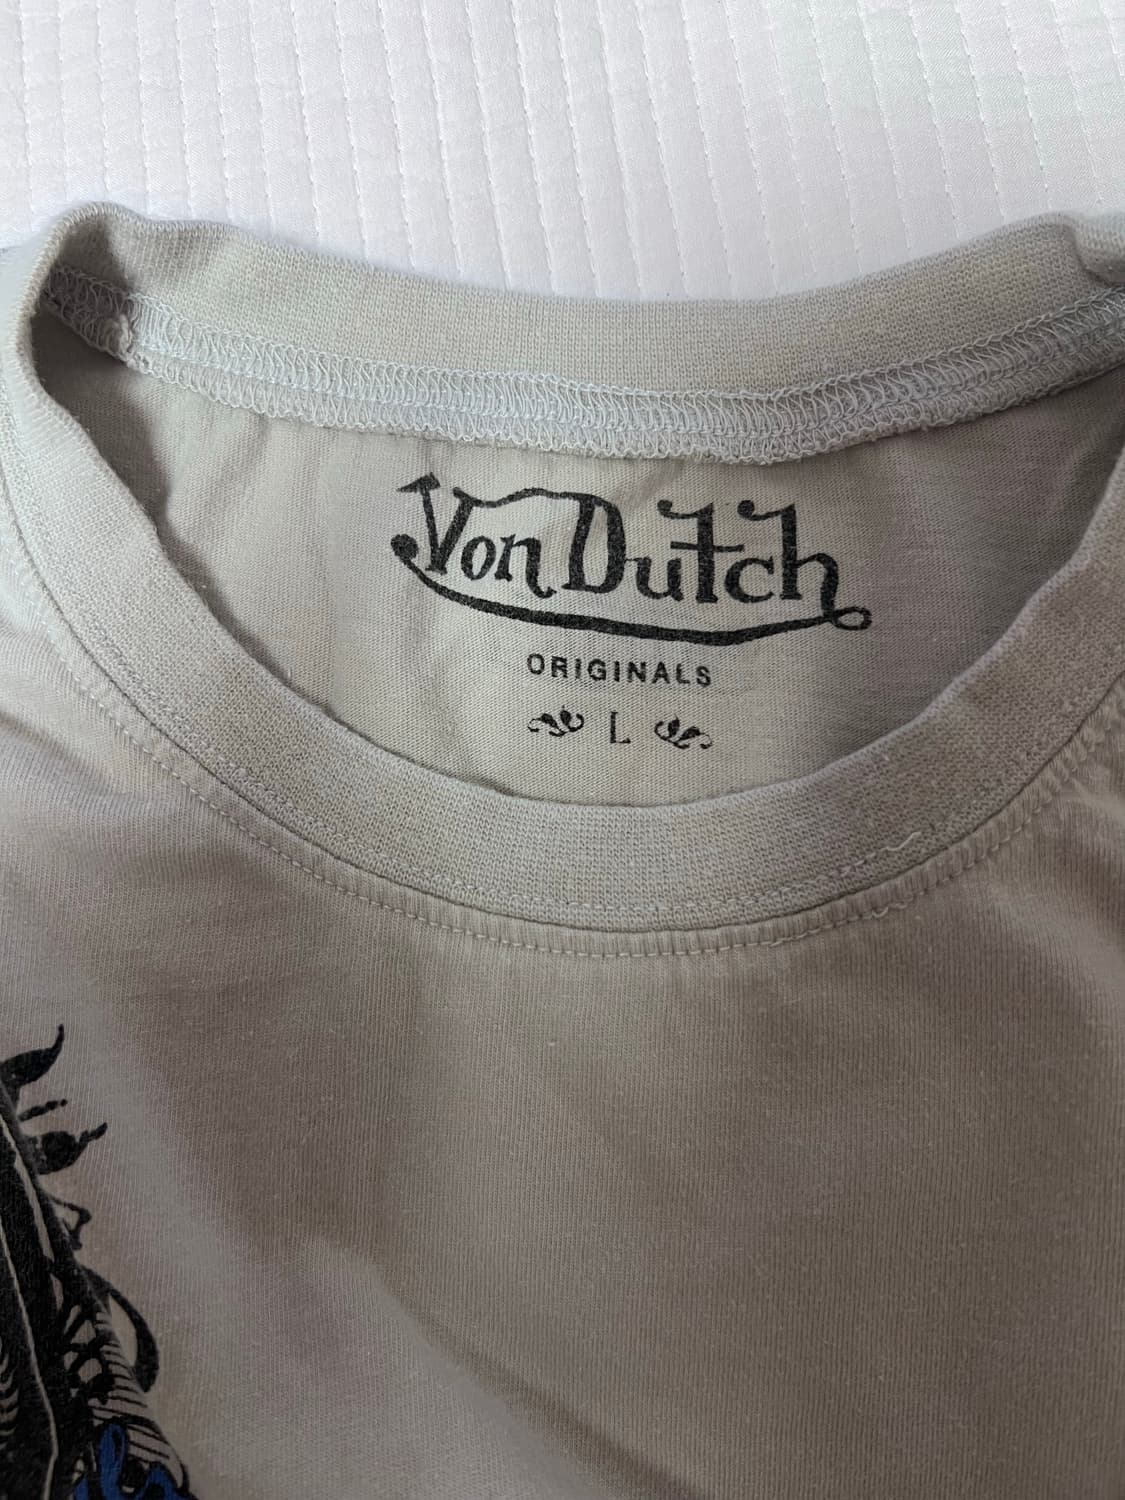 Von Dutch
ORIGINALS
L